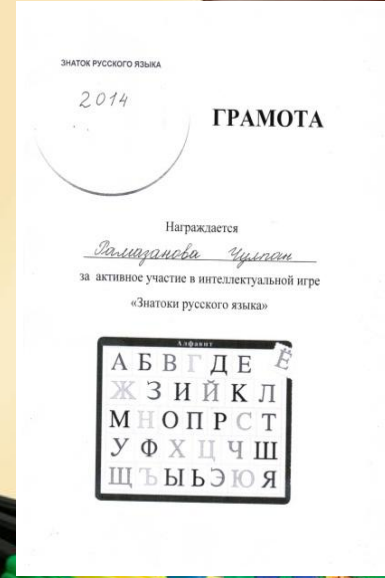 ЗНАТОК РУССКОГО ЯЗЫКА
2014
ГРАМОТА
Награждается
Рамазанова Чулпан
за активное участие в интеллектуальной игре
«Знатоки русского языка»
Алфавит
А Б В Г Д Е Ё
Ж З И Й К Л
М Н О П Р С Т
У Ф Х Ц Ч Ш
Щ Ъ Ы Ь Э Ю Я